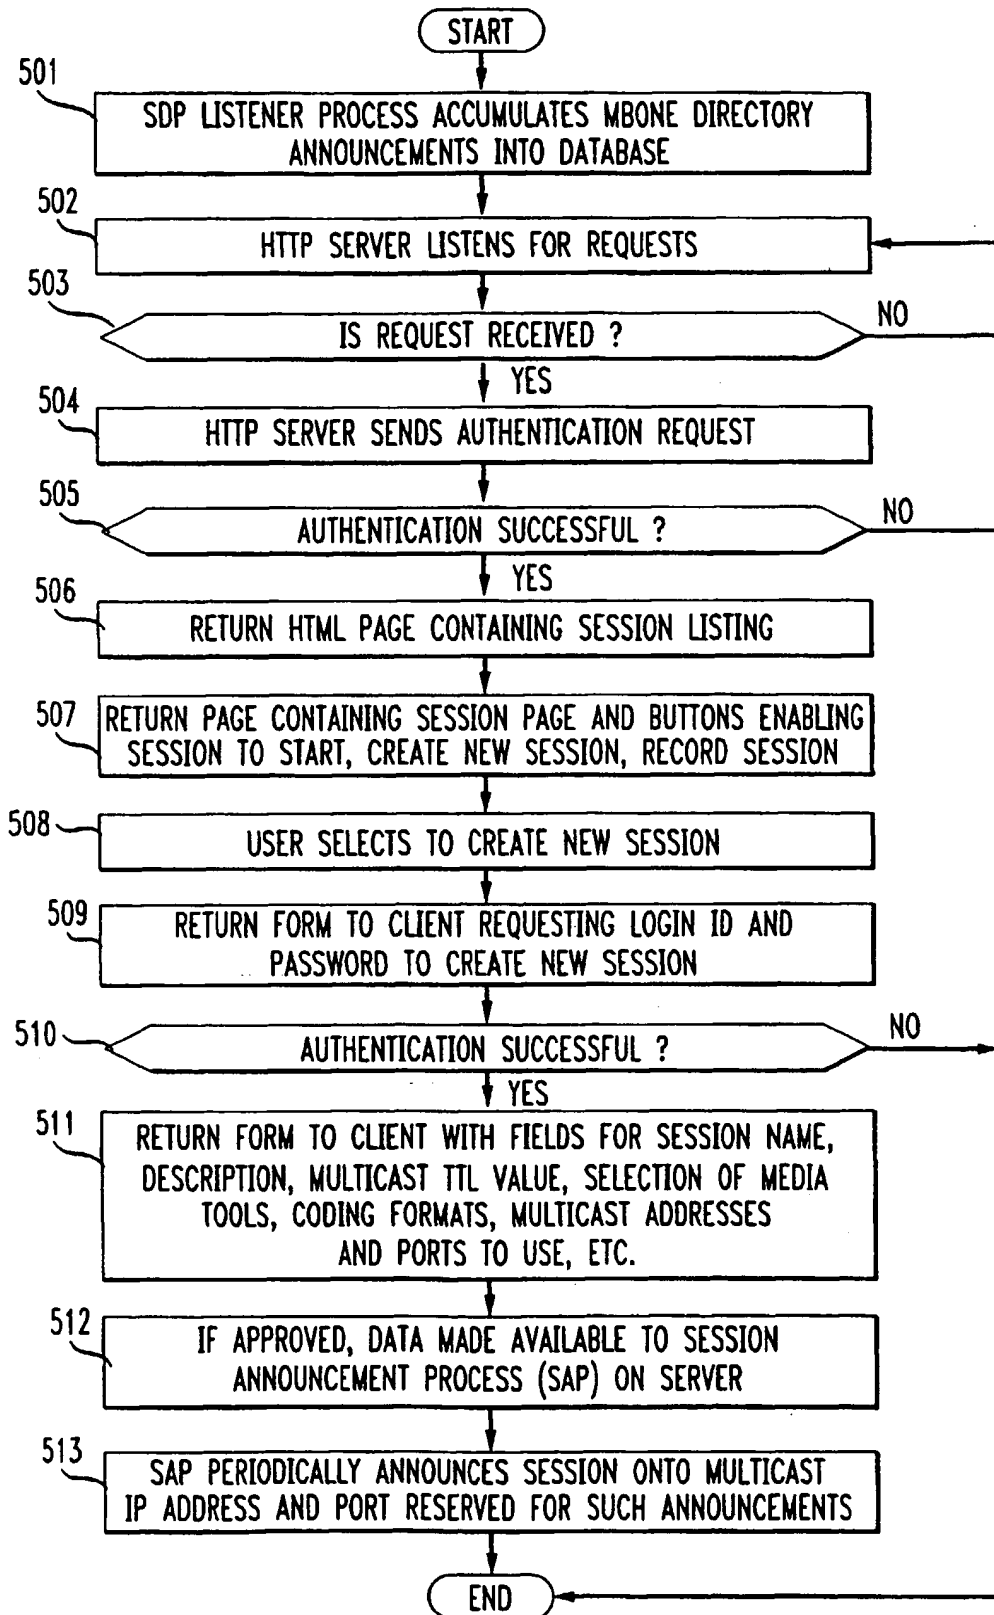 START
501
SDP LISTENER PROCESS ACCUMULATES MBONE DIRECTORY
ANNOUNCEMENTS INTO DATABASE
502
HTTP SERVER LISTENS FOR REQUESTS
503
IS REQUEST RECEIVED ?
NO
YES
504
HTTP SERVER SENDS AUTHENTICATION REQUEST
505
AUTHENTICATION SUCCESSFUL ?
NO
YES
506
RETURN HTML PAGE CONTAINING SESSION LISTING
507
RETURN PAGE CONTAINING SESSION PAGE AND BUTTONS ENABLING
SESSION TO START, CREATE NEW SESSION, RECORD SESSION
508
USER SELECTS TO CREATE NEW SESSION
509
RETURN FORM TO CLIENT REQUESTING LOGIN ID AND
PASSWORD TO CREATE NEW SESSION
510
AUTHENTICATION SUCCESSFUL ?
NO
YES
511
RETURN FORM TO CLIENT WITH FIELDS FOR SESSION NAME,
DESCRIPTION, MULTICAST TTL VALUE, SELECTION OF MEDIA
TOOLS, CODING FORMATS, MULTICAST ADDRESSES
AND PORTS TO USE, ETC.
512
IF APPROVED, DATA MADE AVAILABLE TO SESSION
ANNOUNCEMENT PROCESS (SAP) ON SERVER
513
SAP PERIODICALLY ANNOUNCES SESSION ONTO MULTICAST
IP ADDRESS AND PORT RESERVED FOR SUCH ANNOUNCEMENTS
END